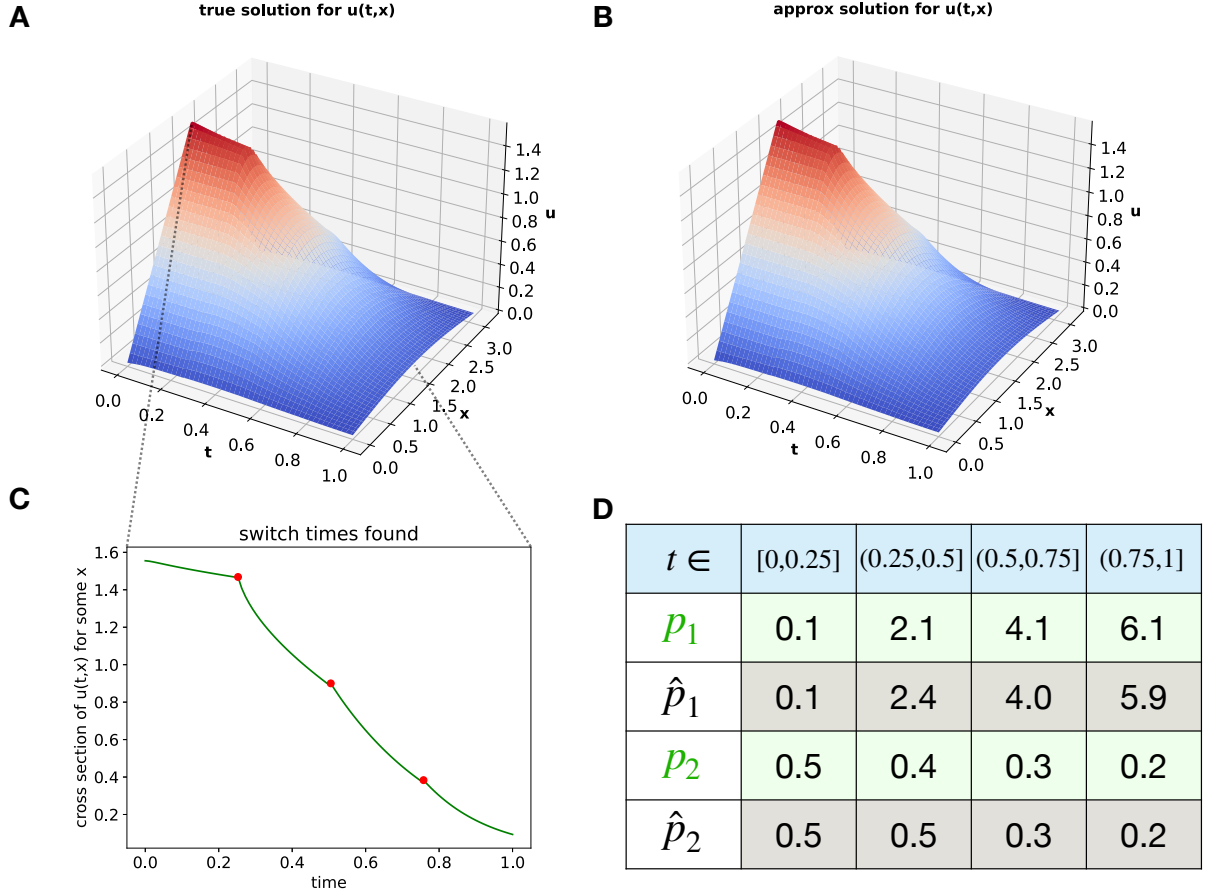 A
true solution for u(t,x)
1.4
1.2
1.0
0.8
0.6
0.4
0.2
0.0
u
3.0
2.5
2.0
1.5
1.0
0.5
0.0
x
0.0
0.2
0.4
0.6
0.8
1.0
t
B
approx solution for u(t,x)
1.4
1.2
1.0
0.8
0.6
0.4
0.2
0.0
u
3.0
2.5
2.0
1.5
1.0
0.5
0.0
x
0.0
0.2
0.4
0.6
0.8
1.0
t
C
switch times found
cross section of u(t,x) for some x
1.6
1.4
1.2
1.0
0.8
0.6
0.4
0.2
0.0 0.2 0.4 0.6 0.8 1.0
time
D
t ∈ [0,0.25] (0.25,0.5] (0.5,0.75] (0.75,1]
p₁ 0.1 2.1 4.1 6.1
p̂₁ 0.1 2.4 4.0 5.9
p₂ 0.5 0.4 0.3 0.2
p̂₂ 0.5 0.5 0.3 0.2